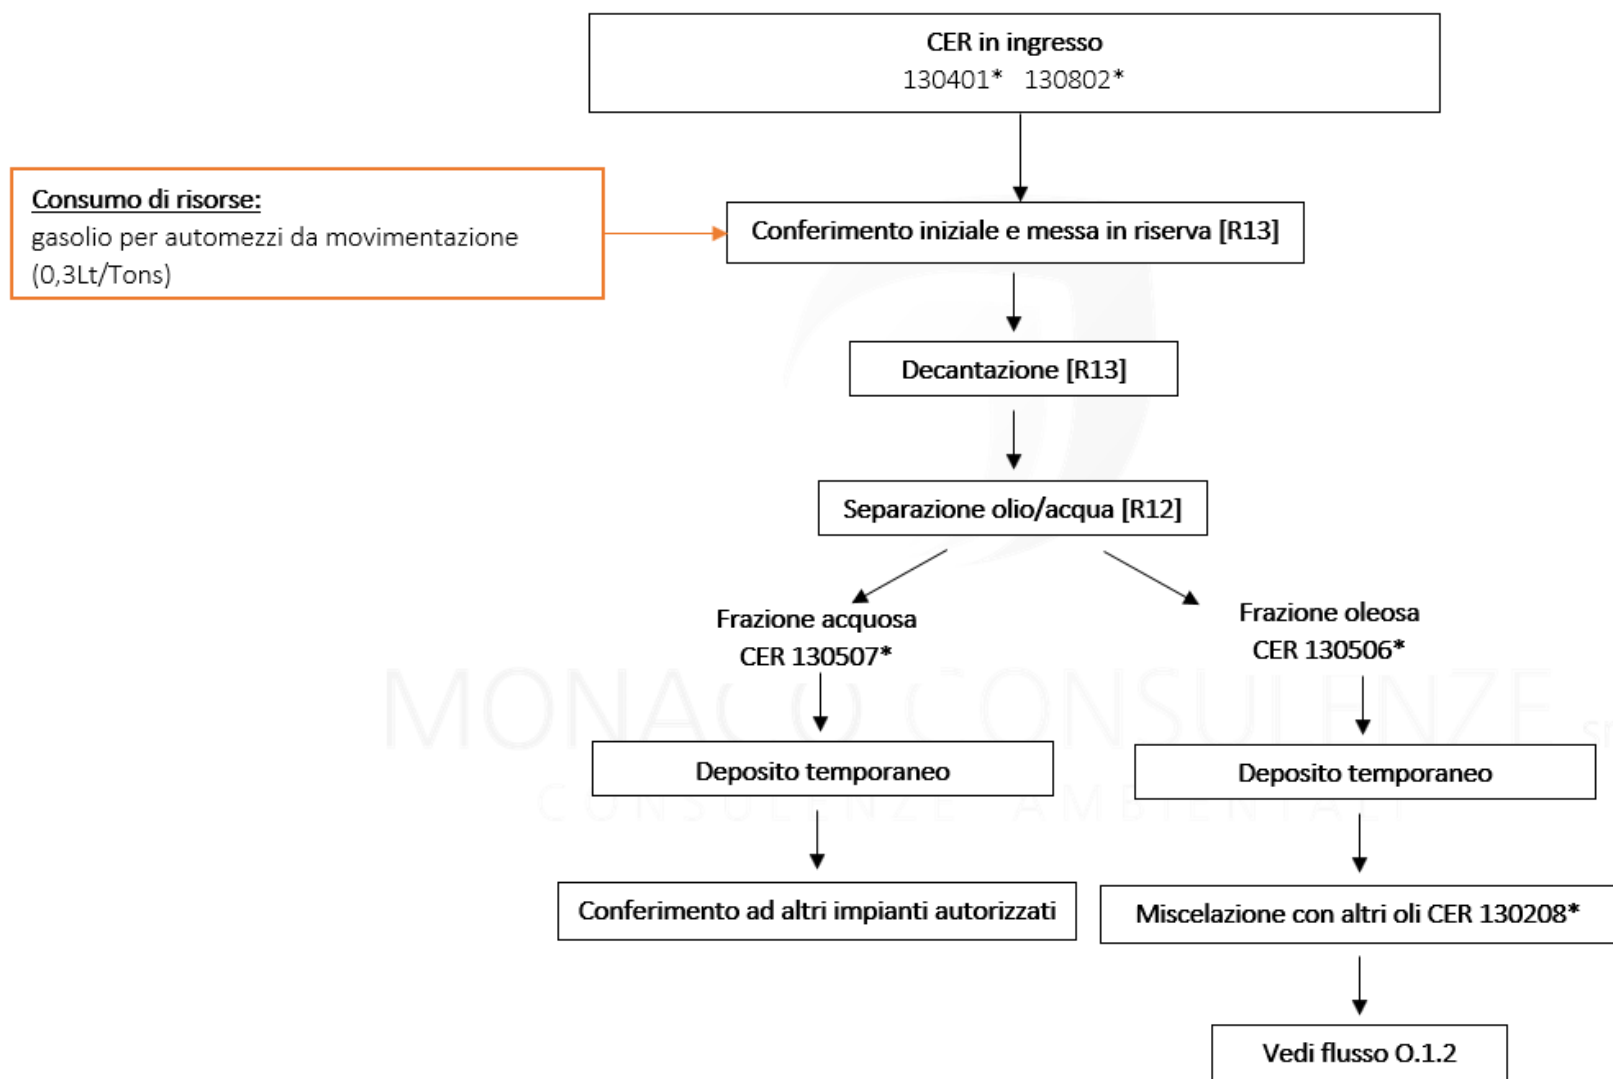 CER in ingresso
130401*   130802*
Consumo di risorse:
gasolio per automezzi da movimentazione
(0,3Lt/Tons)
Conferimento iniziale e messa in riserva [R13]
Decantazione [R13]
Separazione olio/acqua [R12]
Frazione acquosa
CER 130507*
Frazione oleosa
CER 130506*
MONACO CONSULENZE sr
CONSULENZE AMBIENTALI
Deposito temporaneo
Deposito temporaneo
Conferimento ad altri impianti autorizzati
Miscelazione con altri oli CER 130208*
Vedi flusso O.1.2